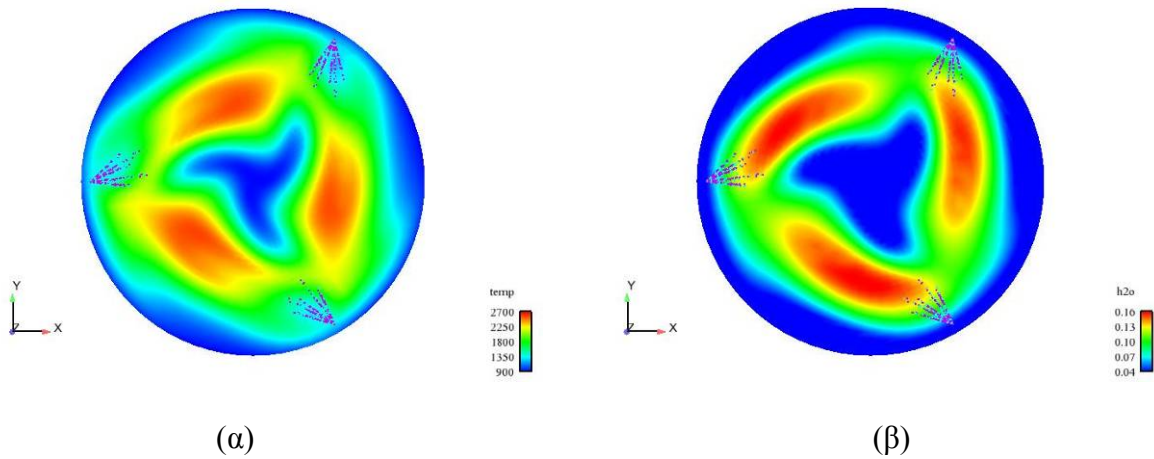 temp
2700
2250
1800
1350
900
Y
Z
X
h2o
0.16
0.13
0.10
0.07
0.04
Y
Z
X
(α)
(β)